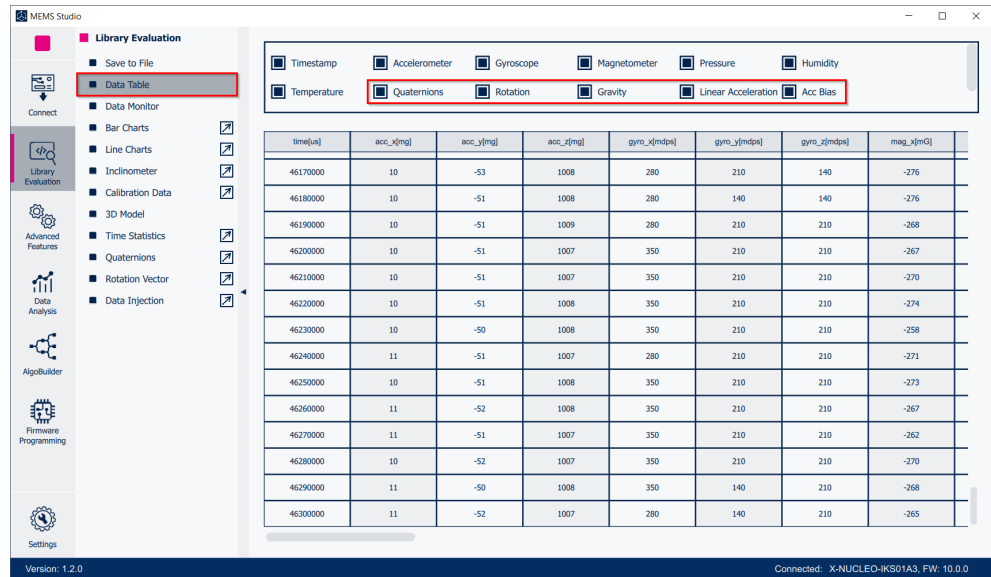 MEMS Studio
Connect
Library
Evaluation
Advanced
Features
Data
Analysis
AlgoBuilder
Firmware
Programming
Settings
Library Evaluation
Save to File
Data Table
Data Monitor
Bar Charts
Line Charts
Inclinometer
Calibration Data
3D Model
Time Statistics
Quaternions
Rotation Vector
Data Injection
Timestamp Accelerometer Gyroscope Magnetometer Pressure Humidity
Temperature Quaternions Rotation Gravity Linear Acceleration Acc Bias
time[us] acc_x[mg] acc_y[mg] acc_z[mg] gyro_x[mdps] gyro_y[mdps] gyro_z[mdps] mag_x[mG]
46170000 10 -53 1008 280 210 140 -276
46180000 10 -51 1008 280 140 140 -276
46190000 10 -51 1009 280 210 210 -268
46200000 10 -51 1007 350 210 210 -267
46210000 10 -51 1007 350 210 210 -270
46220000 10 -51 1008 350 210 210 -274
46230000 10 -50 1008 350 210 210 -258
46240000 11 -51 1007 280 210 210 -271
46250000 10 -51 1008 350 210 210 -273
46260000 11 -52 1008 350 210 210 -267
46270000 11 -51 1007 350 210 210 -262
46280000 10 -52 1007 350 210 210 -270
46290000 11 -50 1008 350 140 210 -268
46300000 11 -52 1007 280 140 210 -265
Version: 1.2.0
Connected: X-NUCLEO-IKS01A3, FW: 10.0.0